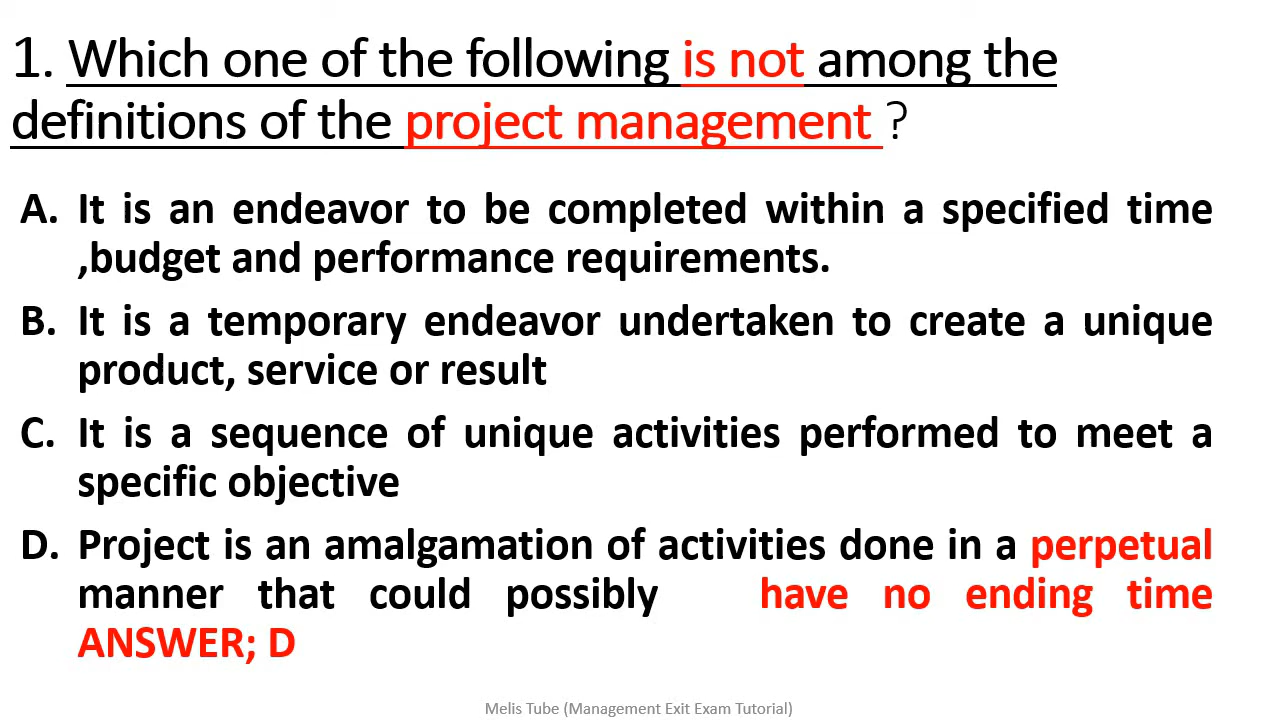 1. Which one of the following is not among the
definitions of the project management ?
A. It is an endeavor to be completed within a specified time
,budget and performance requirements.
B. It is a temporary endeavor undertaken to create a unique
product, service or result
C. It is a sequence of unique activities performed to meet a
specific objective
D. Project is an amalgamation of activities done in a perpetual
manner that could possibly have no ending time
ANSWER; D
Melis Tube (Management Exit Exam Tutorial)